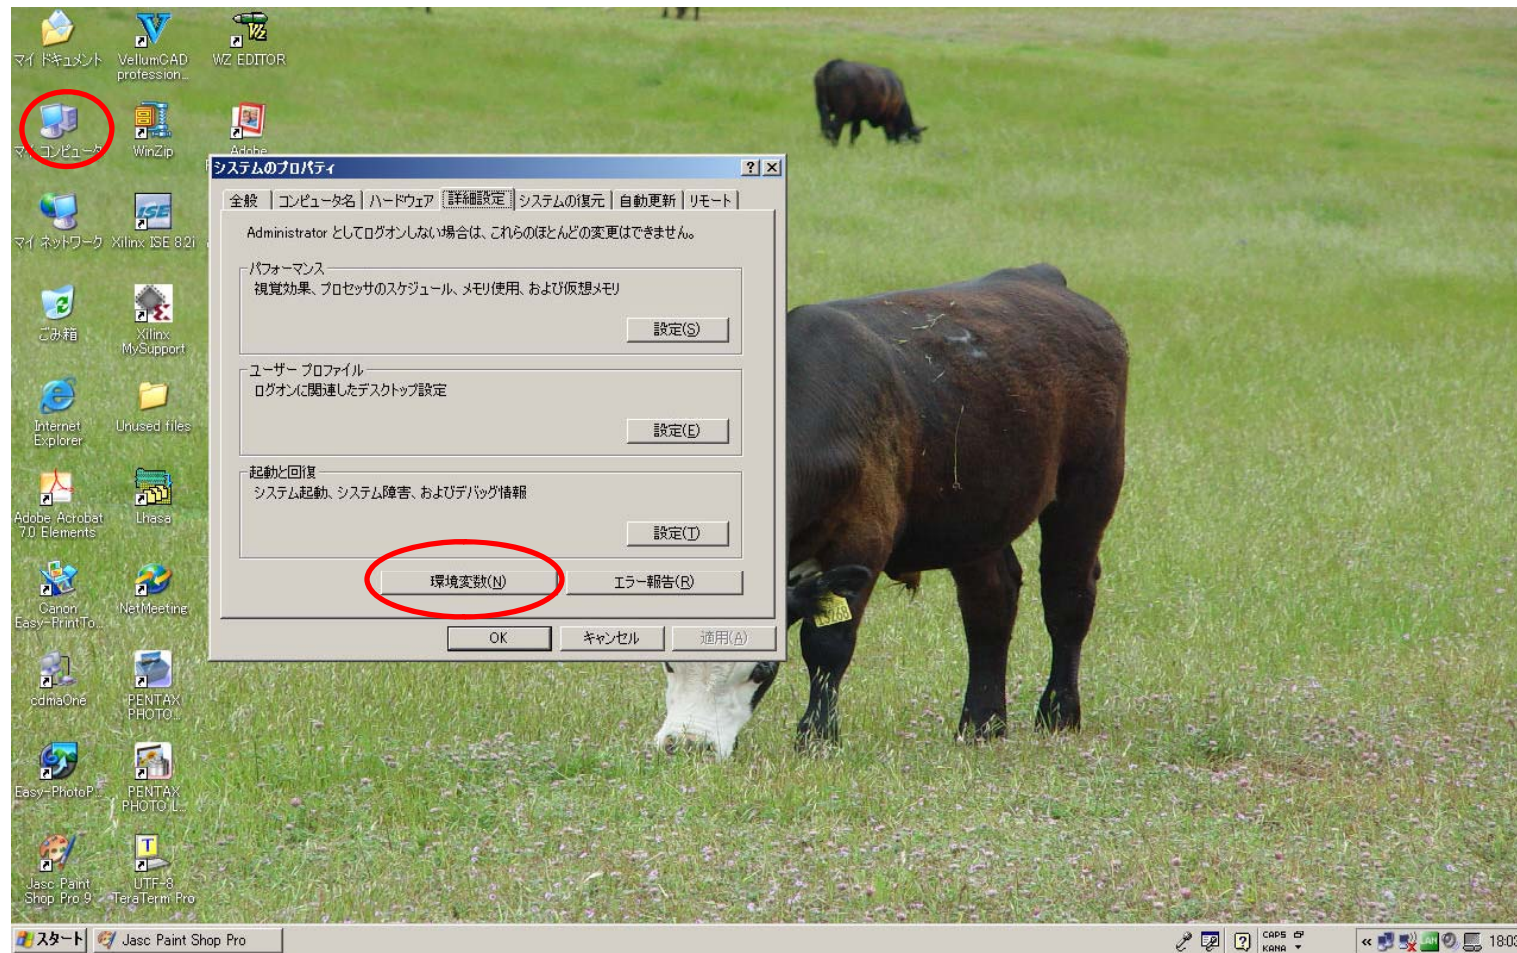 マイ ドキュメント
VellumCAD
profession...
WZ EDITOR
マイ コンピュータ
WinZip
Adobe
マイ ネットワーク
Xilinx ISE 8.2i
ごみ箱
Xilinx
MySupport
Internet
Explorer
Unused files
Adobe Acrobat
7.0 Elements
Lhasa
Canon
Easy-PrintTo...
NetMeeting
cdmaOne
PENTAX
PHOTO...
Easy-PhotoP...
PENTAX
PHOTO L...
Jasc Paint
Shop Pro 9
UTF-8
TeraTerm Pro
システムのプロパティ
全般 コンピュータ名 ハードウェア 詳細設定 システムの復元 自動更新 リモート
Administrator としてログオンしない場合は、これらのほとんどの変更はできません。
パフォーマンス
視覚効果、プロセッサのスケジュール、メモリ使用、および仮想メモリ
設定(S)
ユーザー プロファイル
ログオンに関連したデスクトップ設定
設定(E)
起動と回復
システム起動、システム障害、およびデバッグ情報
設定(T)
環境変数(N) エラー報告(R)
OK キャンセル 適用(A)
スタート Jasc Paint Shop Pro
CAPS
KANA
18:03